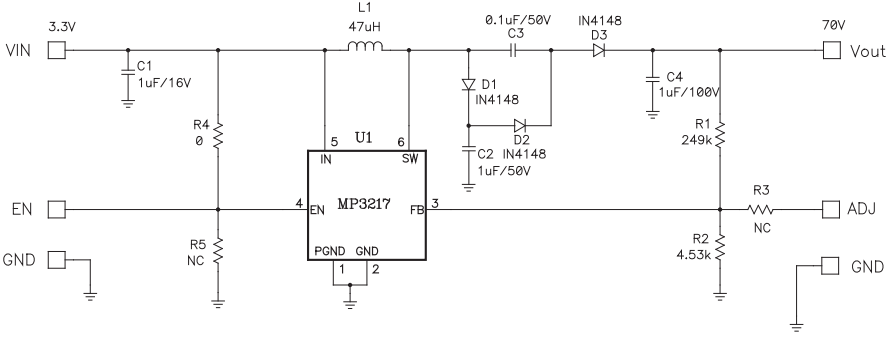 L1
47uH
3.3V
VIN
C1
1uF/16V
0.1uF/50V
C3
IN4148
D3
70V
Vout
D1
IN4148
C4
1uF/100V
R4
0
U1
5
6
IN
SW
D2
C2
IN4148
1uF/50V
R1
249k
EN
4
EN
MP3217
FB
3
R3
NC
ADJ
R5
NC
PGND
GND
1
2
R2
4.53k
GND
GND